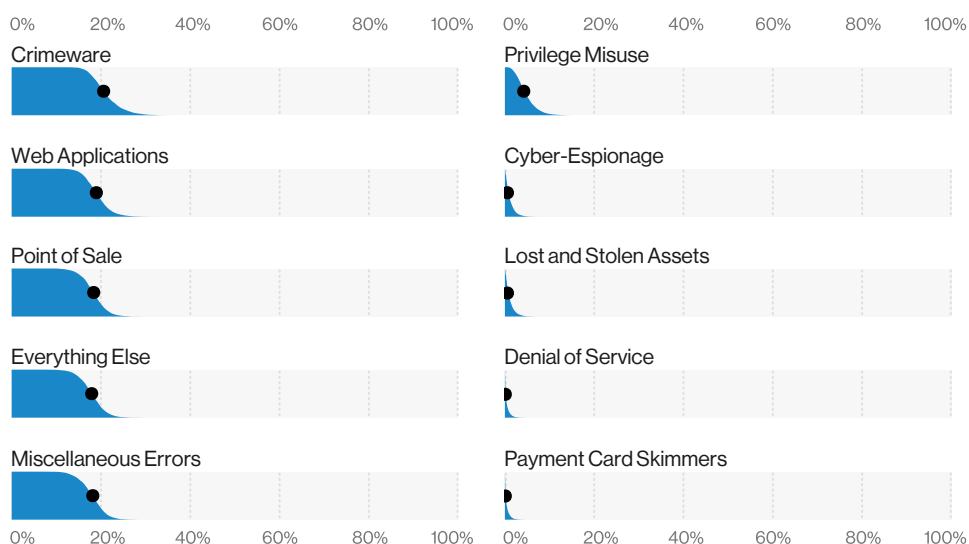 0% 20% 40% 60% 80% 100%
Crimeware
Web Applications
Point of Sale
Everything Else
Miscellaneous Errors
0% 20% 40% 60% 80% 100%
0% 20% 40% 60% 80% 100%
Privilege Misuse
Cyber-Espionage
Lost and Stolen Assets
Denial of Service
Payment Card Skimmers
0% 20% 40% 60% 80% 100%